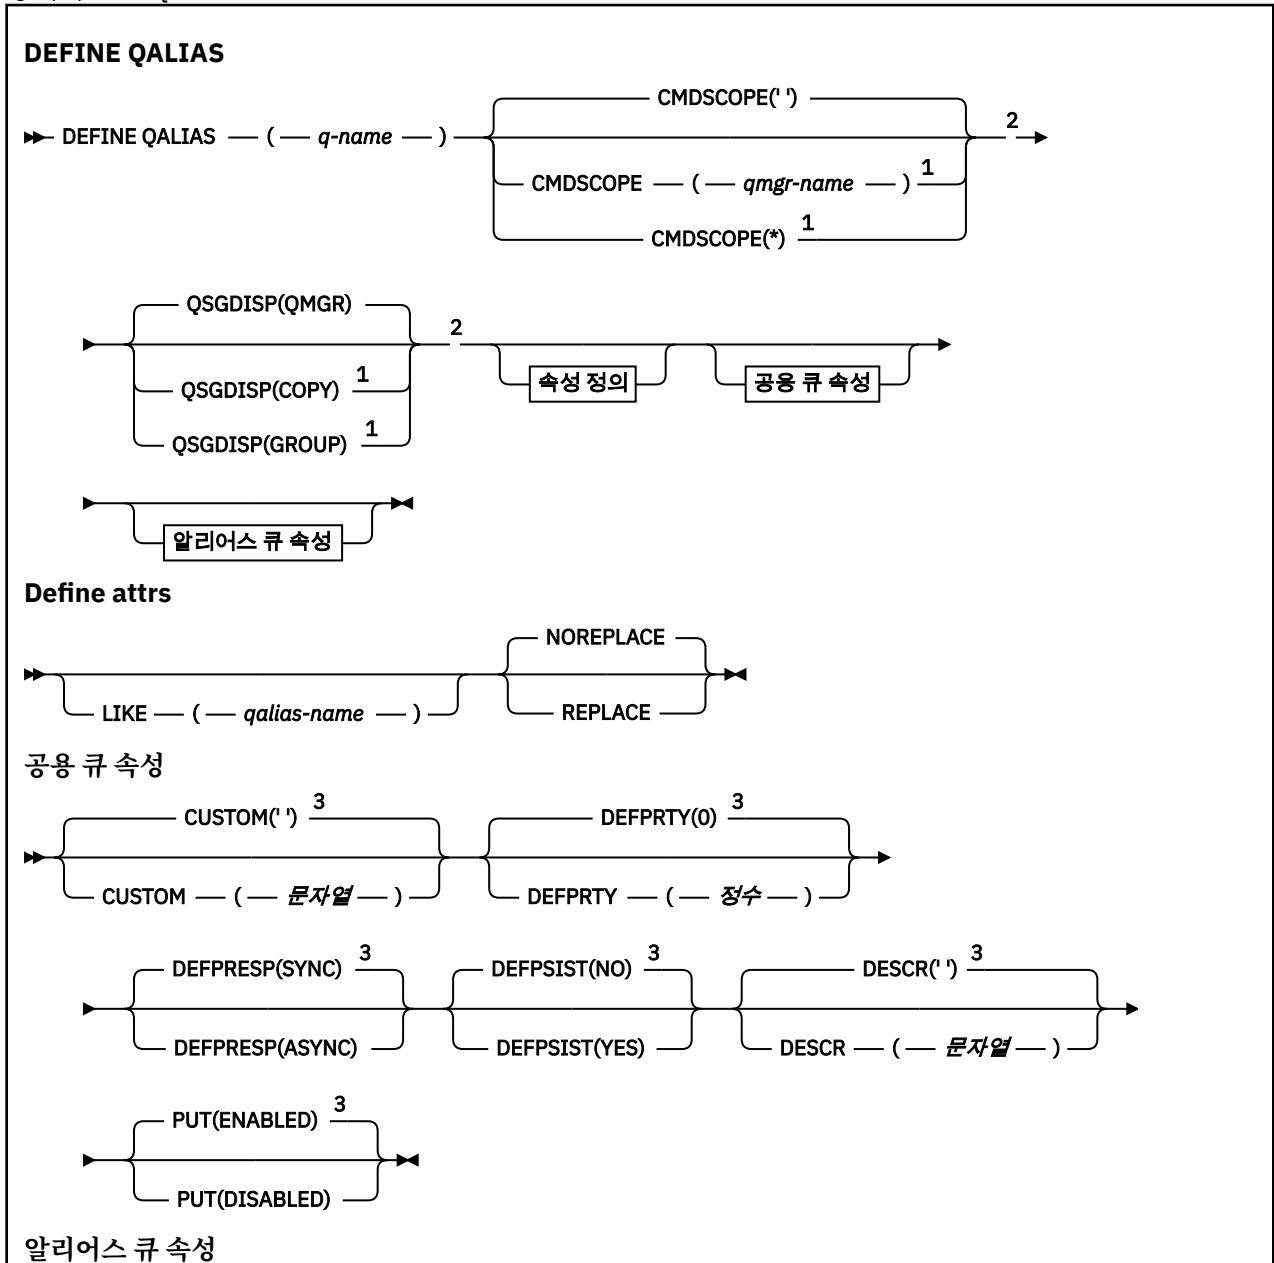 DEFINE QALIAS
CMDSCOPE(' ')
DEFINE QALIAS ( q-name ) 2
CMDSCOPE ( qmgr-name ) 1
CMDSCOPE(*) 1
QSGDISP(QMGR)
2
QSGDISP(COPY) 1
속성 정의 공용 큐 속성
QSGDISP(GROUP) 1
알리어스 큐 속성
Define attrs
NOREPLACE
LIKE ( qalias-name ) REPLACE
공용 큐 속성
CUSTOM(' ') 3 DEFPRTY(0) 3
CUSTOM ( 문자열 ) DEFPRTY ( 정수 )
DEFPRESP(SYNC) 3 DEFPSIST(NO) 3 DESCR(' ') 3
DEFPRESP(ASYNC) DEFPSIST(YES) DESCR ( 문자열 )
PUT(ENABLED) 3
PUT(DISABLED)
알리어스 큐 속성